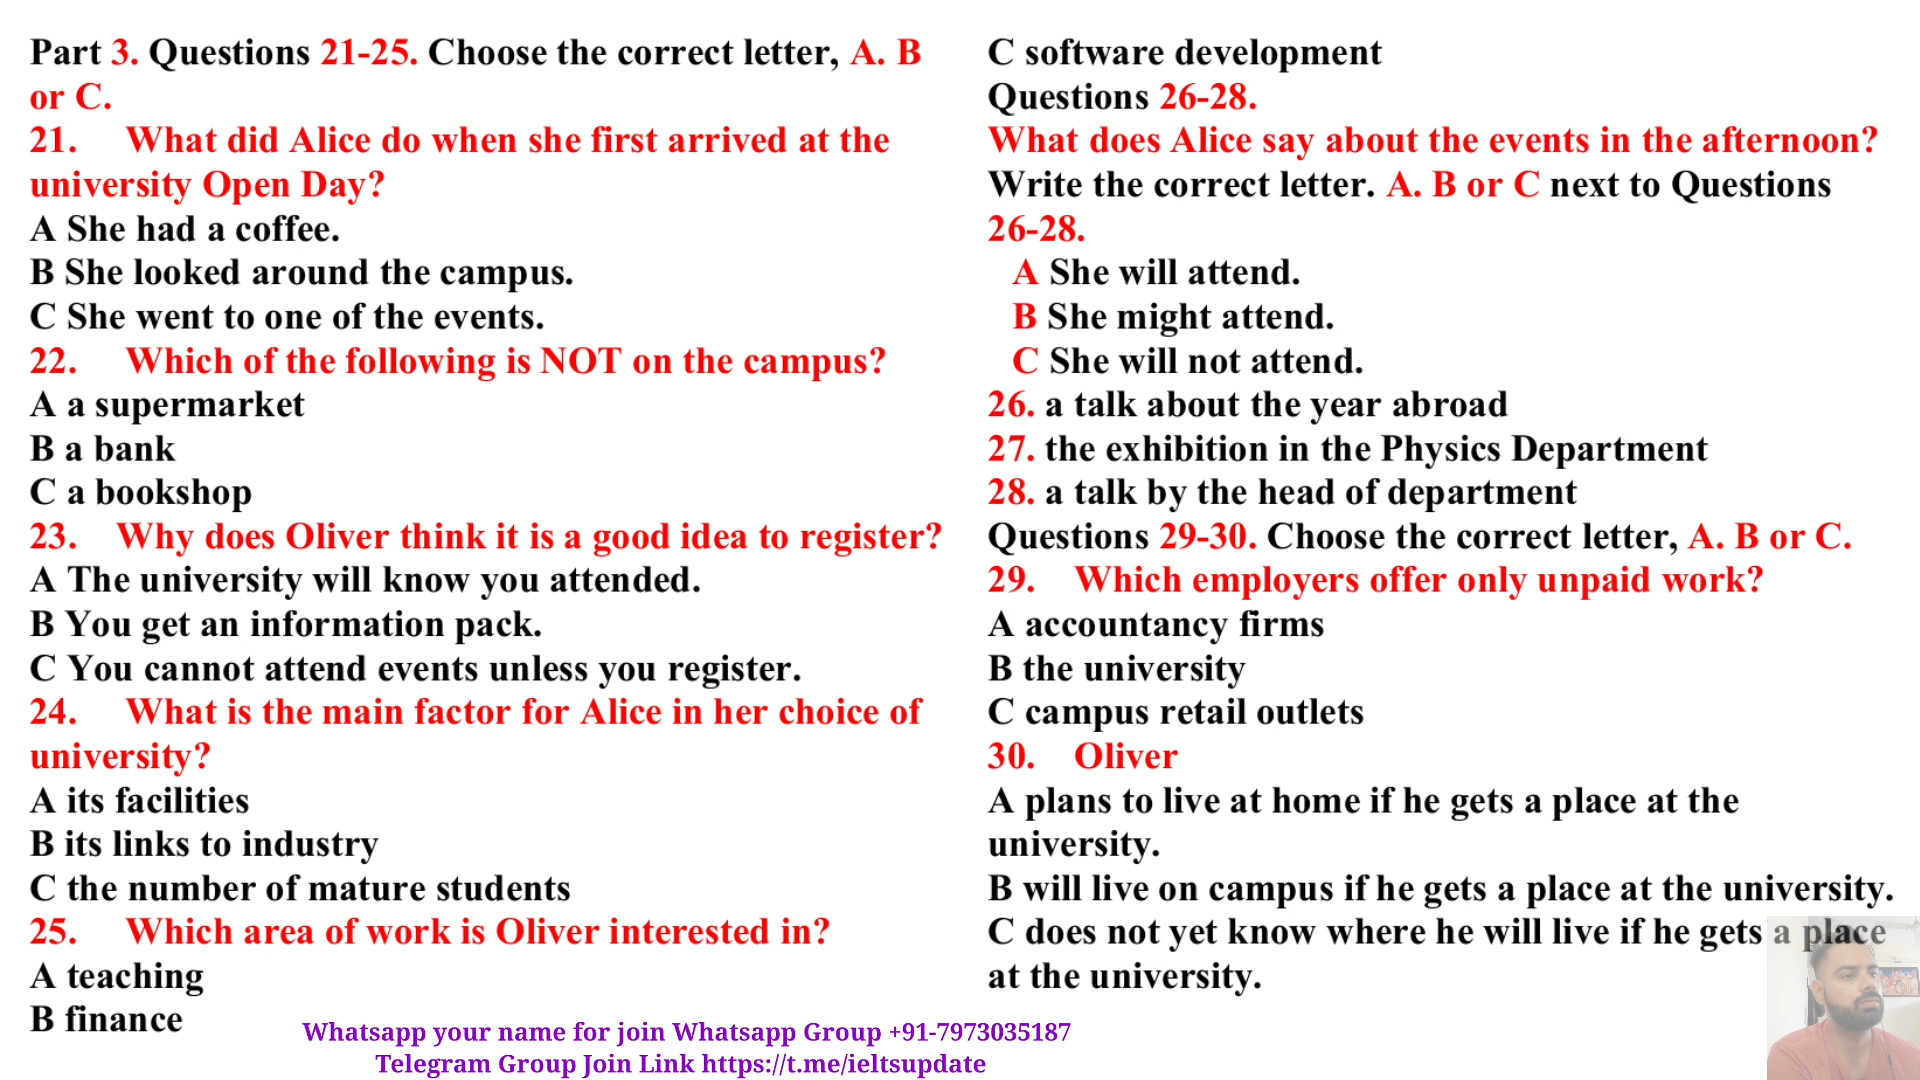 Part 3. Questions 21-25. Choose the correct letter, A. B
or C.
21. What did Alice do when she first arrived at the
university Open Day?
A She had a coffee.
B She looked around the campus.
C She went to one of the events.
22. Which of the following is NOT on the campus?
A a supermarket
B a bank
C a bookshop
23. Why does Oliver think it is a good idea to register?
A The university will know you attended.
B You get an information pack.
C You cannot attend events unless you register.
24. What is the main factor for Alice in her choice of
university?
A its facilities
B its links to industry
C the number of mature students
25. Which area of work is Oliver interested in?
A teaching
B finance
C software development
Questions 26-28.
What does Alice say about the events in the afternoon?
Write the correct letter. A. B or C next to Questions
26-28.
A She will attend.
B She might attend.
C She will not attend.
26. a talk about the year abroad
27. the exhibition in the Physics Department
28. a talk by the head of department
Questions 29-30. Choose the correct letter, A. B or C.
29. Which employers offer only unpaid work?
A accountancy firms
B the university
C campus retail outlets
30. Oliver
A plans to live at home if he gets a place at the
university.
B will live on campus if he gets a place at the university.
C does not yet know where he will live if he gets a place
at the university.
Whatsapp your name for join Whatsapp Group +91-7973035187
Telegram Group Join Link https://t.me/ieltsupdate